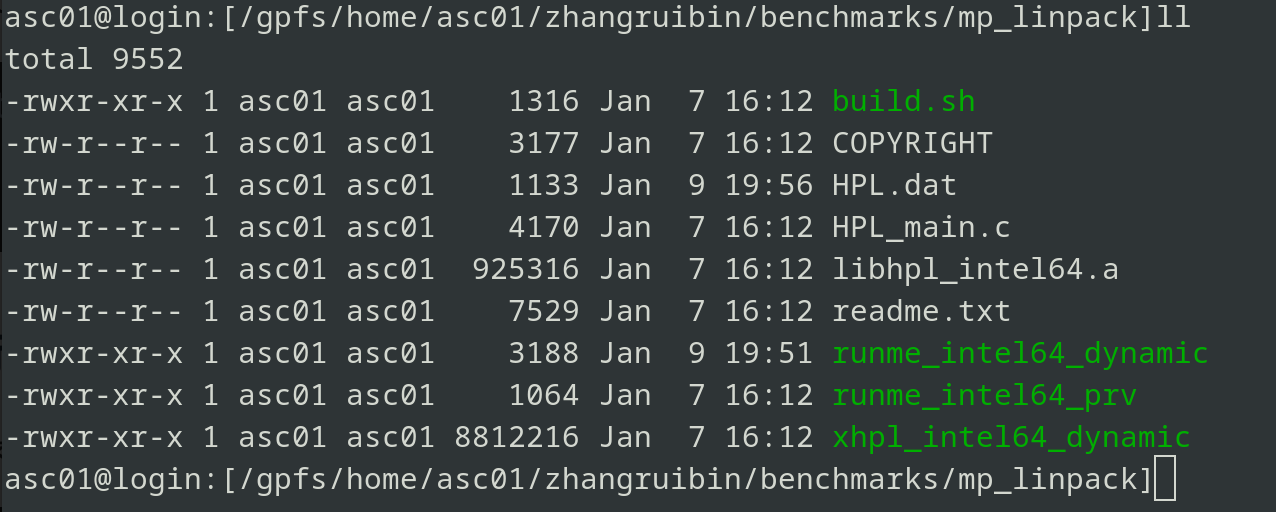 asc01@login:[/gpfs/home/asc01/zhangruibin/benchmarks/mp_linpack]ll
total 9552
-rwxr-xr-x 1 asc01 asc01    1316 Jan  7 16:12 build.sh
-rw-r--r-- 1 asc01 asc01    3177 Jan  7 16:12 COPYRIGHT
-rw-r--r-- 1 asc01 asc01    1133 Jan  9 19:56 HPL.dat
-rw-r--r-- 1 asc01 asc01    4170 Jan  7 16:12 HPL_main.c
-rw-r--r-- 1 asc01 asc01  925316 Jan  7 16:12 libhpl_intel64.a
-rw-r--r-- 1 asc01 asc01    7529 Jan  7 16:12 readme.txt
-rwxr-xr-x 1 asc01 asc01    3188 Jan  9 19:51 runme_intel64_dynamic
-rwxr-xr-x 1 asc01 asc01    1064 Jan  7 16:12 runme_intel64_prv
-rwxr-xr-x 1 asc01 asc01 8812216 Jan  7 16:12 xhpl_intel64_dynamic
asc01@login:[/gpfs/home/asc01/zhangruibin/benchmarks/mp_linpack]